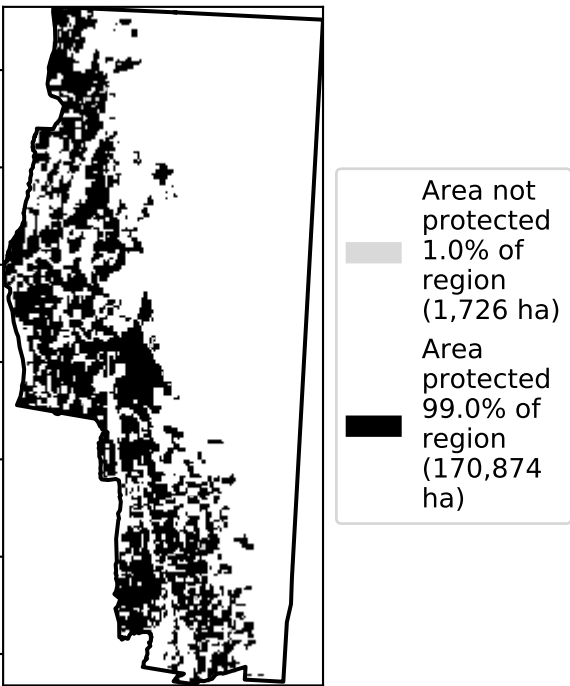 Area not
protected
1.0% of
region
(1,726 ha)
Area
protected
99.0% of
region
(170,874
ha)